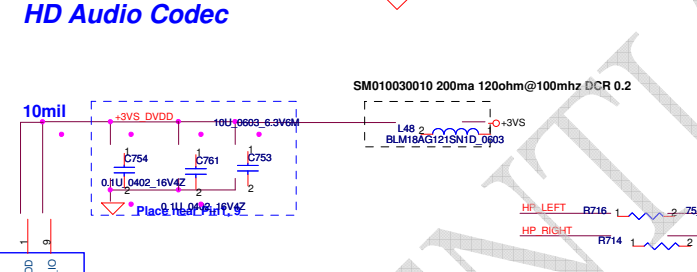 HD Audio Codec
SM010030010 200ma 120ohm@100mhz DCR 0.2
10mil
+3VS_DVDD
10U_0603_6.3V6M
+3VS
L48
2
1
BLM18AG121SN1D_0603
1
1
1
C754
C761
C753
2
2
2
0.1U_0402_16V4Z
0.1U_0402_16V4Z
Place near Pin1, 9
HP_LEFT
R716
1
2
75
HP_RIGHT
R714
1
2
1
9
DD
IO